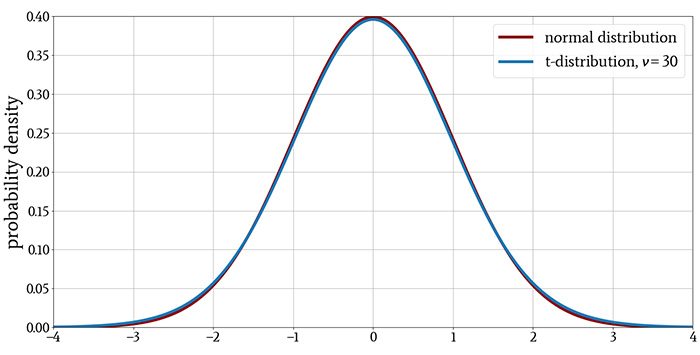 0.40
0.35
0.30
0.25
0.20
0.15
0.10
0.05
0.00
probability density
normal distribution
t-distribution, ν = 30
−4 −3 −2 −1 0 1 2 3 4